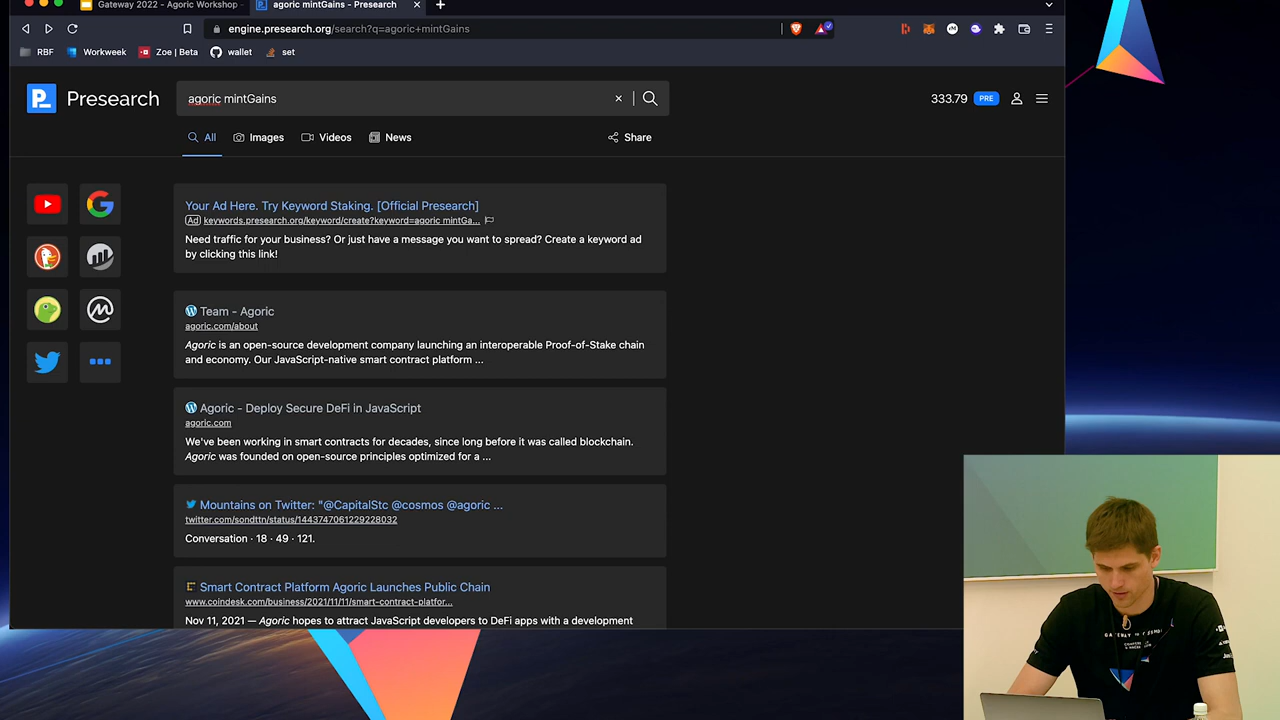 Gateway 2022 - Agoric Workshop
agoric mintGains - Presearch
engine.presearch.org/search?q=agoric+mintGains
RBF
Workweek
Zoe | Beta
wallet
set
Presearch
agoric mintGains
333.79 PRE
All
Images
Videos
News
Share
Your Ad Here. Try Keyword Staking. [Official Presearch]
Ad keywords.presearch.org/keyword/create?keyword=agoric mintGa...
Need traffic for your business? Or just have a message you want to spread? Create a keyword ad
by clicking this link!
Team - Agoric
agoric.com/about
Agoric is an open-source development company launching an interoperable Proof-of-Stake chain
and economy. Our JavaScript-native smart contract platform ...
Agoric - Deploy Secure DeFi in JavaScript
agoric.com
We've been working in smart contracts for decades, since long before it was called blockchain.
Agoric was founded on open-source principles optimized for a ...
Mountains on Twitter: "@CapitalStc @cosmos @agoric ...
twitter.com/sondttn/status/1443747061229228032
Conversation · 18 · 49 · 121.
Smart Contract Platform Agoric Launches Public Chain
www.coindesk.com/business/2021/11/11/smart-contract-platfor...
Nov 11, 2021 — Agoric hopes to attract JavaScript developers to DeFi apps with a development